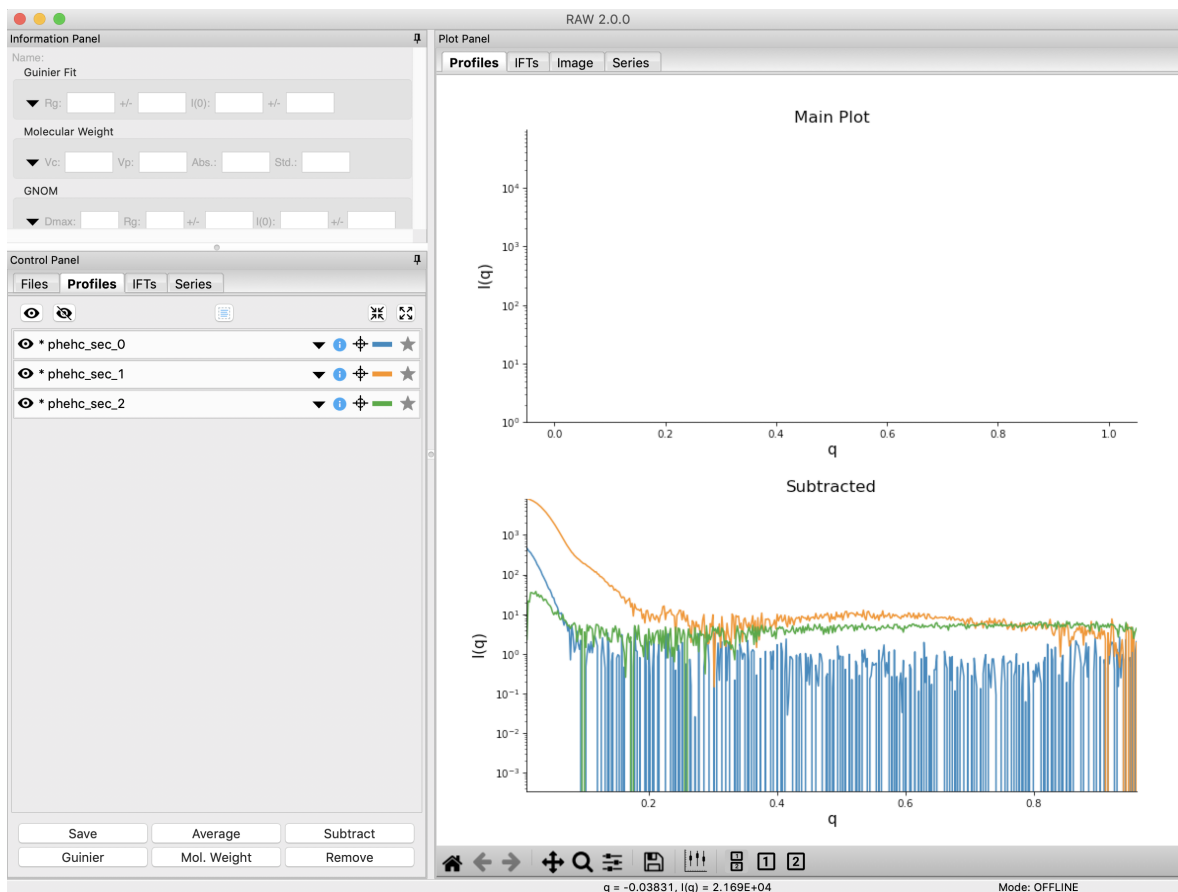 RAW 2.0.0
Information Panel
Name:
Guinier Fit
Rg: +/- I(0): +/-
Molecular Weight
Vc: Vp: Abs.: Std.:
GNOM
Dmax: Rg: +/- I(0): +/-
Control Panel
Files Profiles IFTs Series
* phehc_sec_0
* phehc_sec_1
* phehc_sec_2
Save Average Subtract
Guinier Mol. Weight Remove
Plot Panel
Profiles IFTs Image Series
Main Plot
I(q)
10⁴
10³
10²
10¹
10⁰
0.0 0.2 0.4 0.6 0.8 1.0
q
Subtracted
I(q)
10³
10²
10¹
10⁰
10⁻¹
10⁻²
10⁻³
0.2 0.4 0.6 0.8
q
1 2 1 2
q = -0.03831, I(q) = 2.169E+04 Mode: OFFLINE